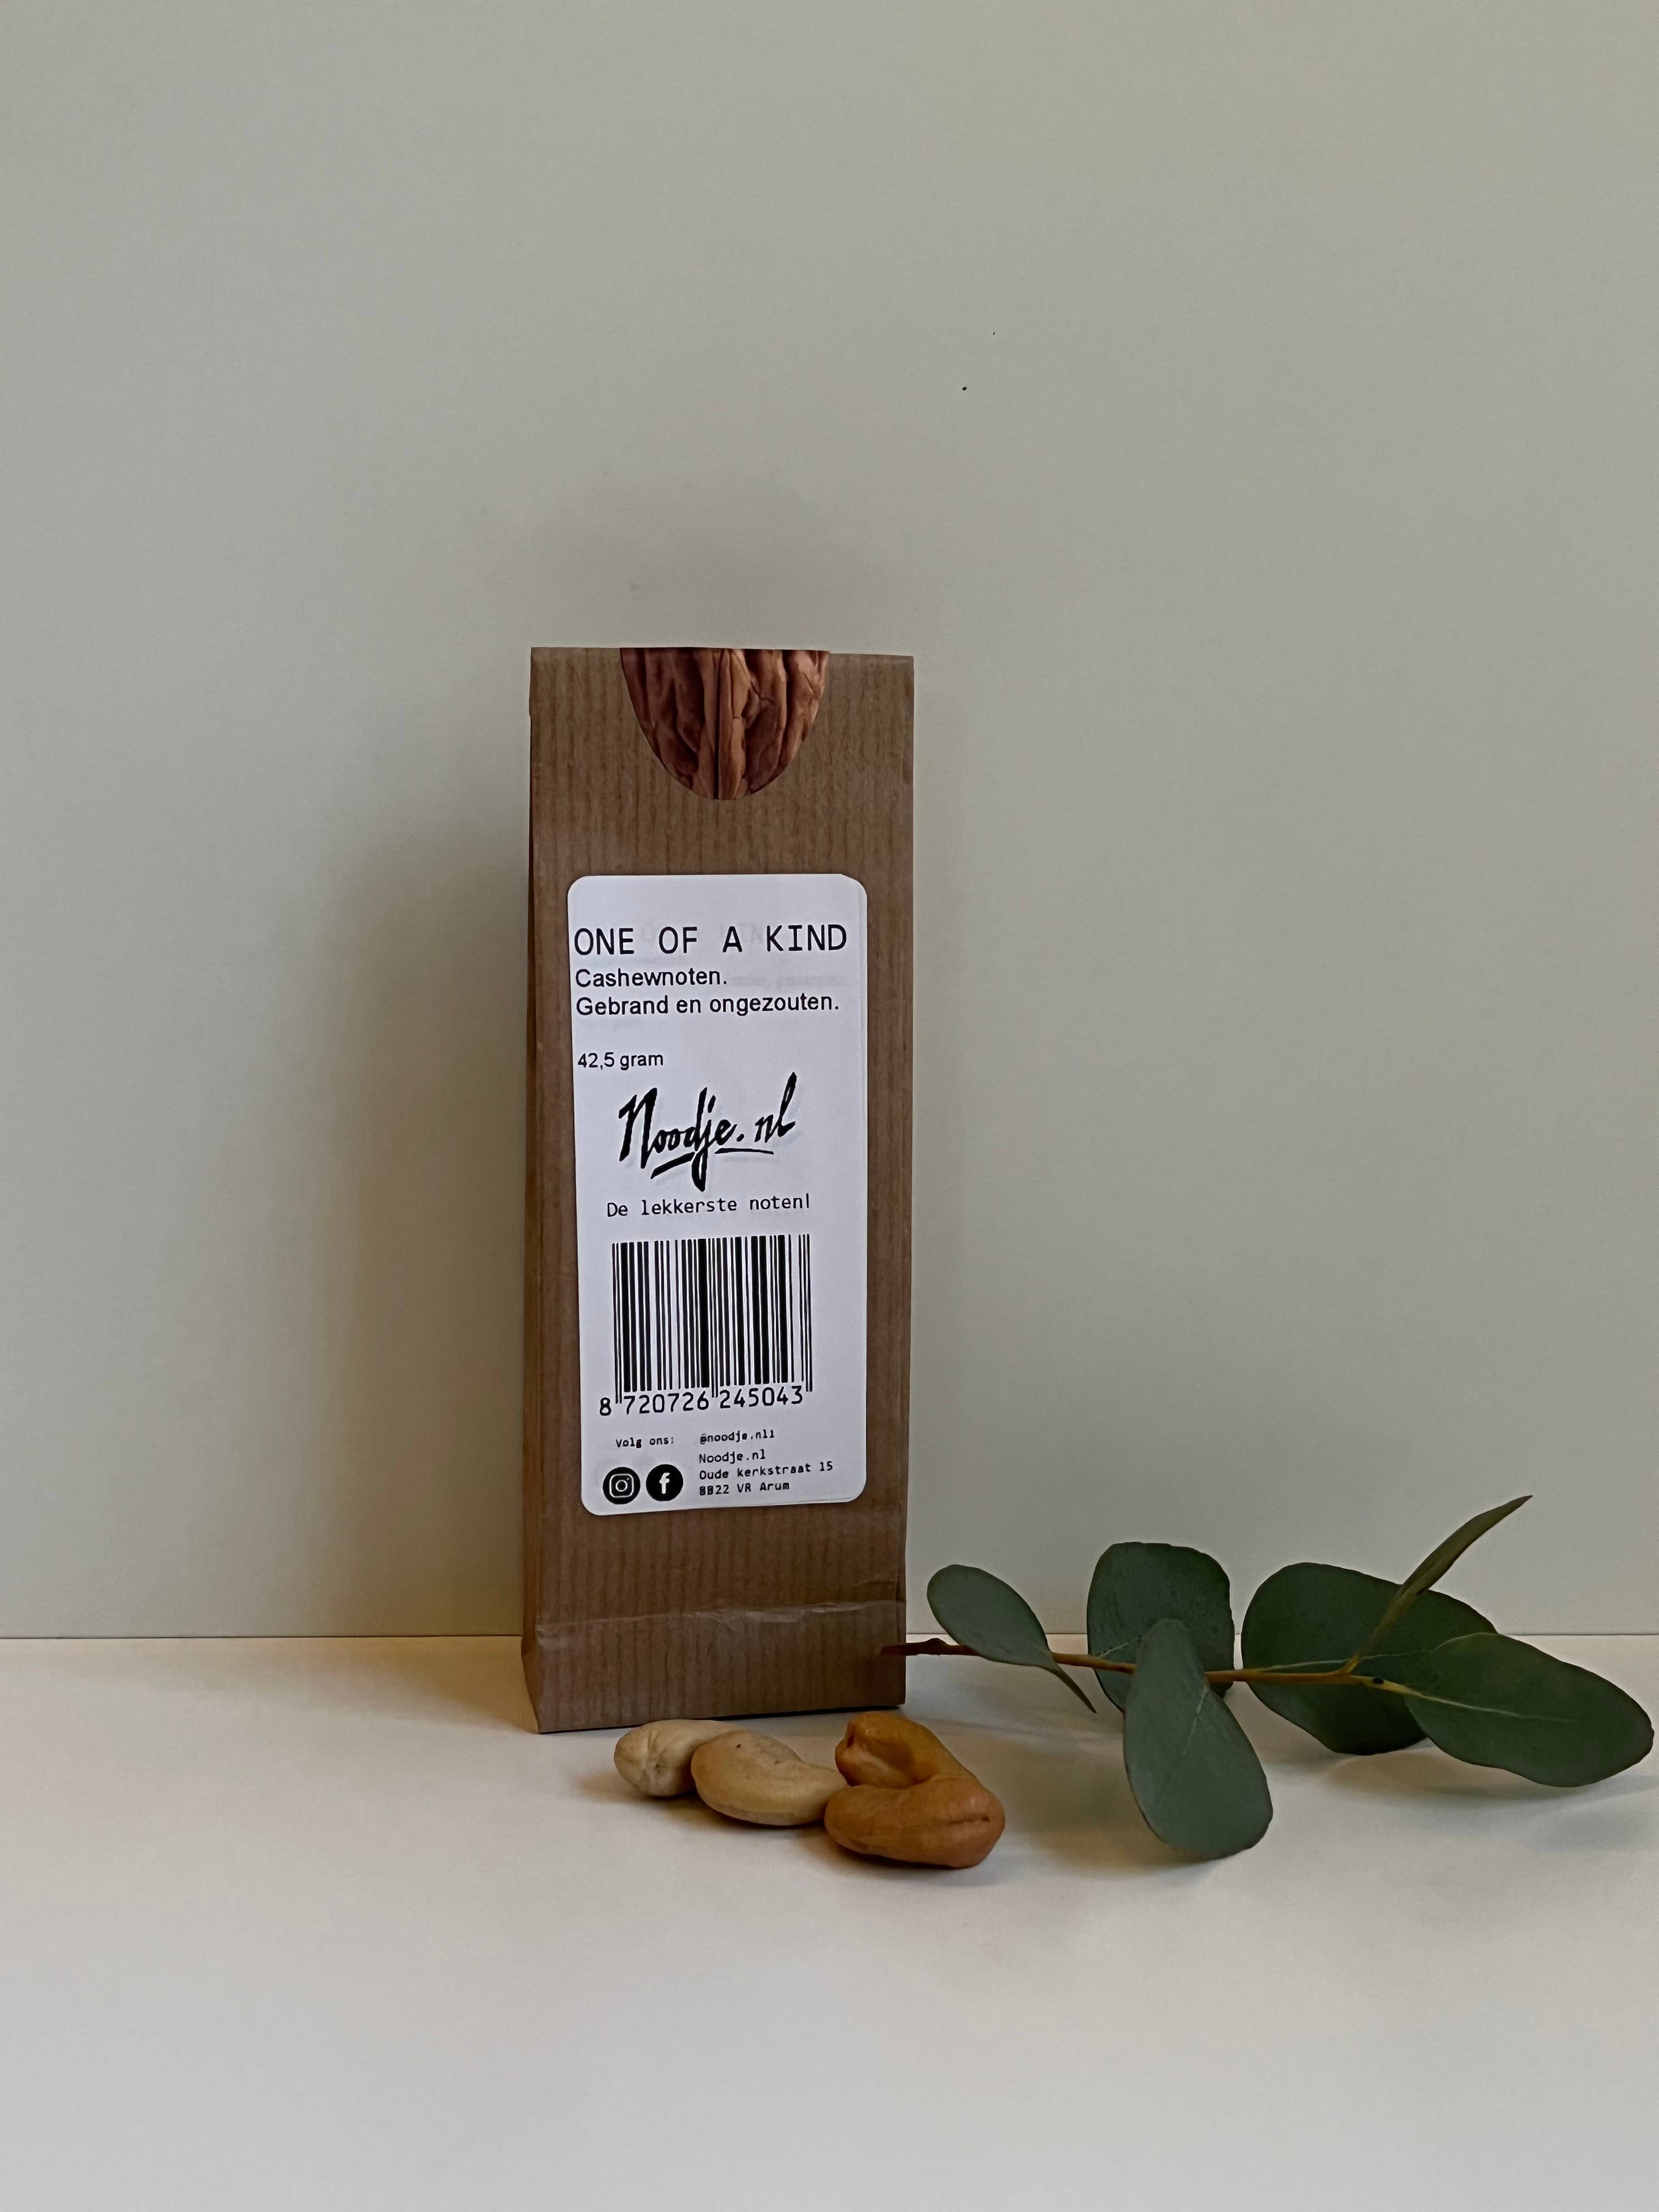 ONE OF A KIND
Cashewnoten.
Gebrand en ongezouten.
42,5 gram
Noodje.nl
De lekkerste noten!
8 720726 245043
Volg ons: @noodje.nl1
Noodje.nl
Oude kerkstraat 15
8822 VR Arum